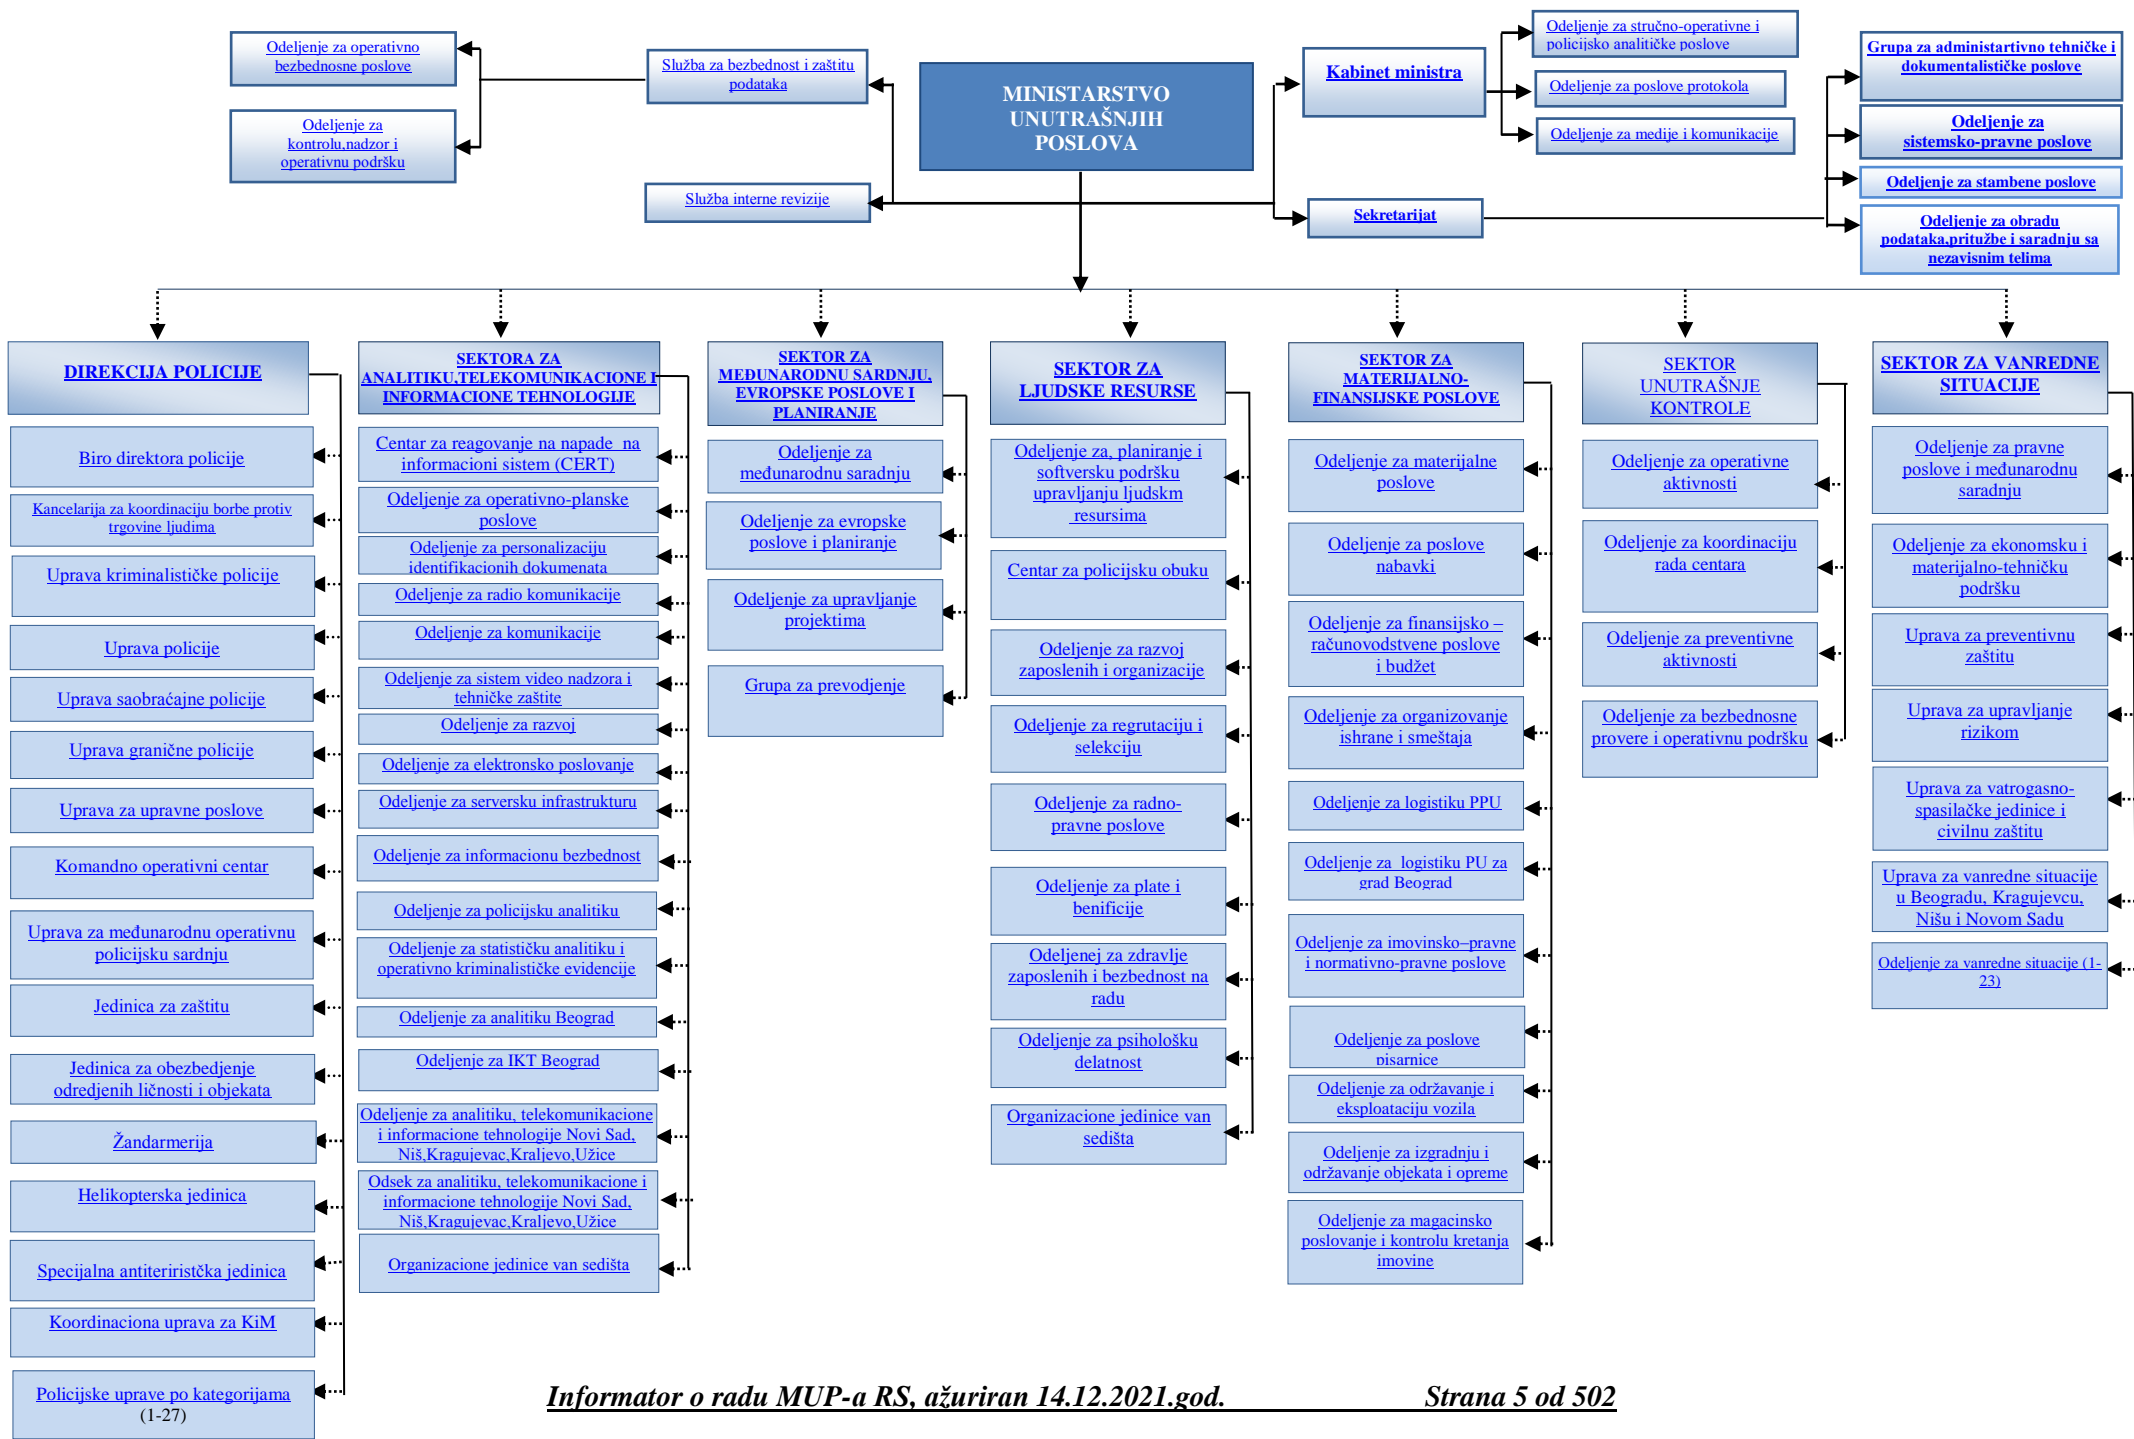 Odeljenje za operativno
bezbednosne poslove
Odeljenje za
kontrolu,nadzor i
operativnu podršku
Služba za bezbednost i zaštitu
podataka
Služba interne revizije
MINISTARSTVO
UNUTRAŠNJIH
POSLOVA
Kabinet ministra
Sekretarijat
Odeljenje za stručno-operativne i
policijsko analitičke poslove
Odeljenje za poslove protokola
Odeljenje za medije i komunikacije
Grupa za administartivno tehničke i
dokumentalističke poslove
Odeljenje za
sistemsko-pravne poslove
Odeljenje za stambene poslove
Odeljenje za obradu
podataka,pritužbe i saradnju sa
nezavisnim telima
DIREKCIJA POLICIJE
Biro direktora policije
Kancelarija za koordinaciju borbe protiv
trgovine ljudima
Uprava kriminalističke policije
Uprava policije
Uprava saobraćajne policije
Uprava granične policije
Uprava za upravne poslove
Komandno operativni centar
Uprava za međunarodnu operativnu
policijsku sardnju
Jedinica za zaštitu
Jedinica za obezbedjenje
odredjenih ličnosti i objekata
Žandarmerija
Helikopterska jedinica
Specijalna antiteriristčka jedinica
Koordinaciona uprava za KiM
Policijske uprave po kategorijama
(1-27)
SEKTORA ZA
ANALITIKU,TELEKOMUNIKACIONE I
INFORMACIONE TEHNOLOGIJE
Centar za reagovanje na napade na
informacioni sistem (CERT)
Odeljenje za operativno-planske
poslove
Odeljenje za personalizaciju
identifikacionih dokumenata
Odeljenje za radio komunikacije
Odeljenje za komunikacije
Odeljenje za sistem video nadzora i
tehničke zaštite
Odeljenje za razvoj
Odeljenje za elektronsko poslovanje
Odeljenje za serversku infrastrukturu
Odeljenje za informacionu bezbednost
Odeljenje za policijsku analitiku
Odeljenje za statističku analitiku i
operativno kriminalističke evidencije
Odeljenje za analitiku Beograd
Odeljenje za IKT Beograd
Odeljenje za analitiku, telekomunikacione
i informacione tehnologije Novi Sad,
Niš,Kragujevac,Kraljevo,Užice
Odsek za analitiku, telekomunikacione i
informacione tehnologije Novi Sad,
Niš,Kragujevac,Kraljevo,Užice
Organizacione jedinice van sedišta
SEKTOR ZA
MEĐUNARODNU SARDNJU,
EVROPSKE POSLOVE I
PLANIRANJE
Odeljenje za
međunarodnu saradnju
Odeljenje za evropske
poslove i planiranje
Odeljenje za upravljanje
projektima
Grupa za prevodjenje
SEKTOR ZA
LJUDSKE RESURSE
Odeljenje za, planiranje i
softversku podršku
upravljanju ljudskm
resursima
Centar za policijsku obuku
Odeljenje za razvoj
zaposlenih i organizacije
Odeljenje za regrutaciju i
selekciju
Odeljenje za radno-
pravne poslove
Odeljenje za plate i
benificije
Odeljenej za zdravlje
zaposlenih i bezbednost na
radu
Odeljenje za psihološku
delatnost
Organizacione jedinice van
sedišta
SEKTOR ZA
MATERIJALNO-
FINANSIJSKE POSLOVE
Odeljenje za materijalne
poslove
Odeljenje za poslove
nabavki
Odeljenje za finansijsko –
računovodstvene poslove
i budžet
Odeljenje za organizovanje
ishrane i smeštaja
Odeljenje za logistiku PPU
Odeljenje za logistiku PU za
grad Beograd
Odeljenje za imovinsko–pravne
i normativno-pravne poslove
Odeljenje za poslove
pisarnice
Odeljenje za održavanje i
eksploataciju vozila
Odeljenje za izgradnju i
održavanje objekata i opreme
Odeljenje za magacinsko
poslovanje i kontrolu kretanja
imovine
SEKTOR
UNUTRAŠNJE
KONTROLE
Odeljenje za operativne
aktivnosti
Odeljenje za koordinaciju
rada centara
Odeljenje za preventivne
aktivnosti
Odeljenje za bezbednosne
provere i operativnu podršku
SEKTOR ZA VANREDNE
SITUACIJE
Odeljenje za pravne
poslove i međunarodnu
saradnju
Odeljenje za ekonomsku i
materijalno-tehničku
podršku
Uprava za preventivnu
zaštitu
Uprava za upravljanje
rizikom
Uprava za vatrogasno-
spasilačke jedinice i
civilnu zaštitu
Uprava za vanredne situacije
u Beogradu, Kragujevcu,
Nišu i Novom Sadu
Odeljenje za vanredne situacije (1-
23)
Informator o radu MUP-a RS, ažuriran 14.12.2021.god. Strana 5 od 502